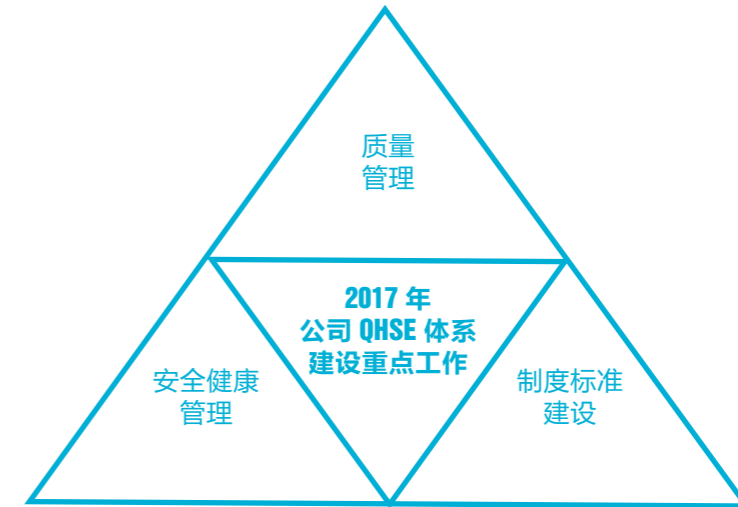 质量
管理
2017 年
公司 QHSE 体系
建设重点工作
安全健康
管理
制度标准
建设